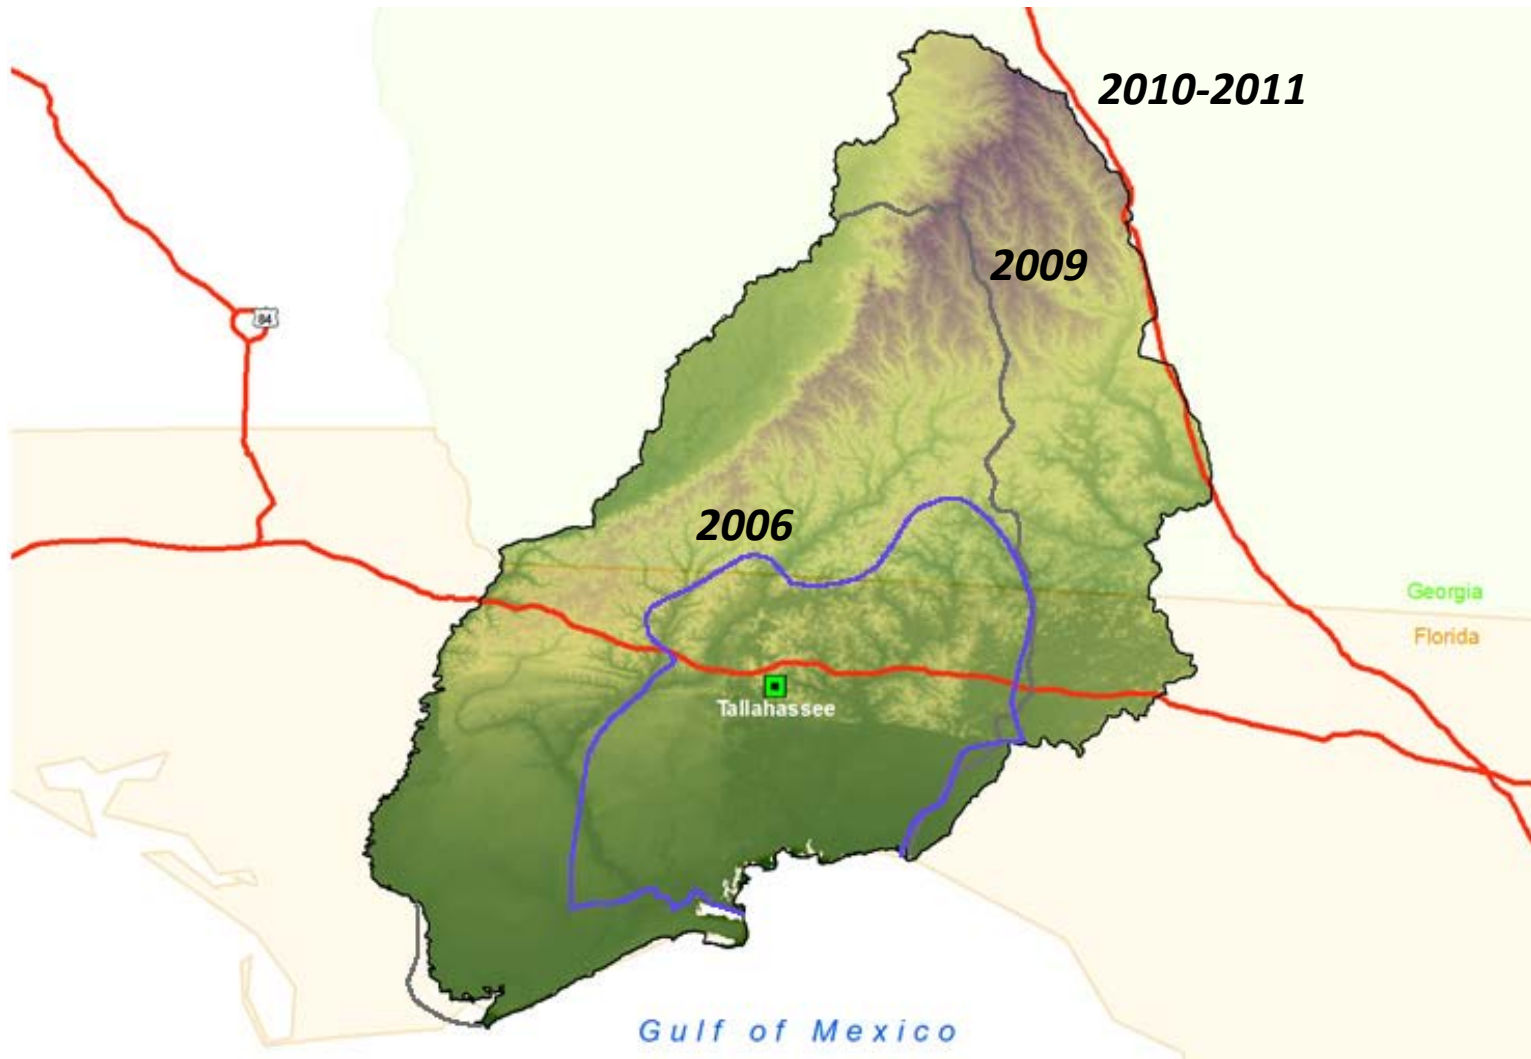 2010-2011
2009
84
2006
Georgia
Florida
Tallahassee
Gulf of Mexico